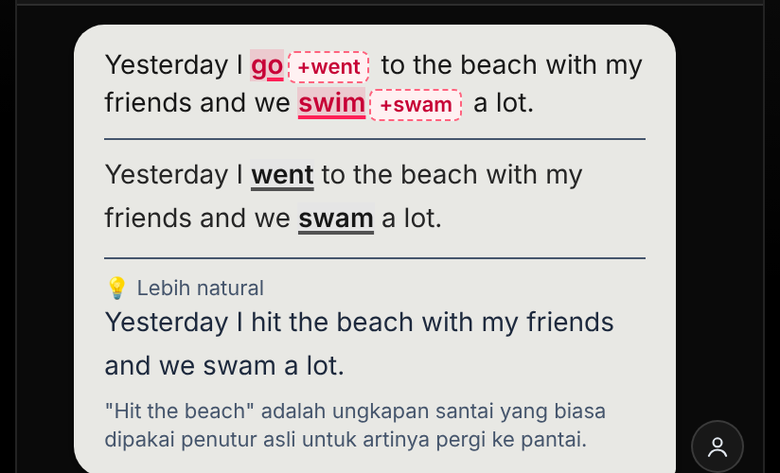 Yesterday I go +went to the beach with my
friends and we swim +swam a lot.
Yesterday I went to the beach with my
friends and we swam a lot.
💡 Lebih natural
Yesterday I hit the beach with my friends
and we swam a lot.
"Hit the beach" adalah ungkapan santai yang biasa
dipakai penutur asli untuk artinya pergi ke pantai.